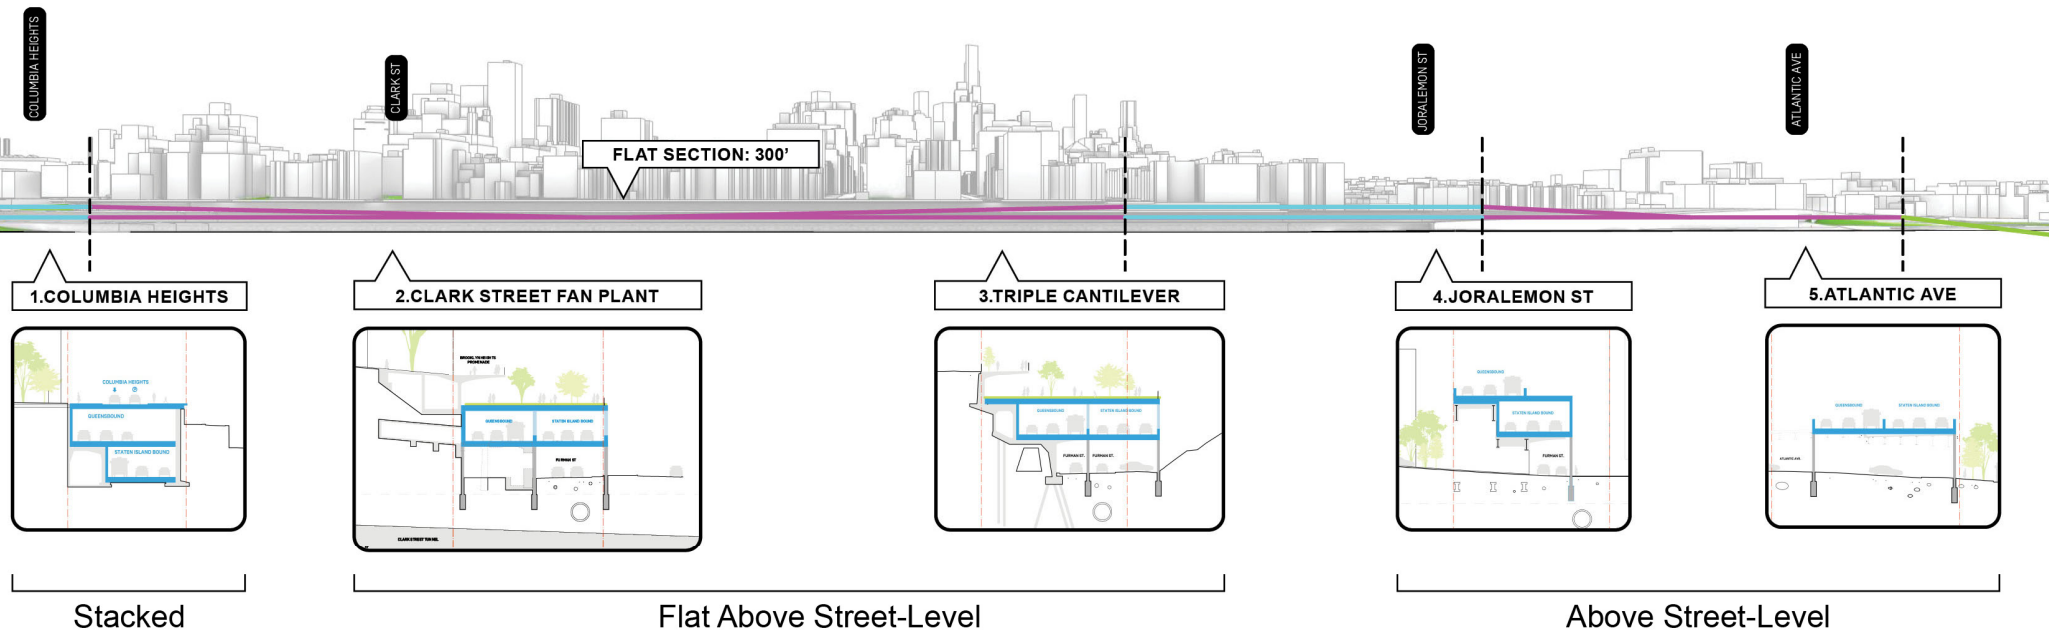 COLUMBIA HEIGHTS
CLARK ST
JORALEMON ST
ATLANTIC AVE
FLAT SECTION: 300’
1.COLUMBIA HEIGHTS
2.CLARK STREET FAN PLANT
3.TRIPLE CANTILEVER
4.JORALEMON ST
5.ATLANTIC AVE
COLUMBIA HEIGHTS
QUEENSBOUND
STATEN ISLAND BOUND
BROOKLYN HEIGHTS
PROMENADE
QUEENSBOUND
STATEN ISLAND BOUND
FURMAN ST
CLARK STREET TUNNEL
QUEENSBOUND
STATEN ISLAND BOUND
FURMAN ST.
FURMAN ST.
QUEENSBOUND
STATEN ISLAND BOUND
FURMAN ST.
QUEENSBOUND
STATEN ISLAND BOUND
ATLANTIC AVE.
Stacked
Flat Above Street-Level
Above Street-Level